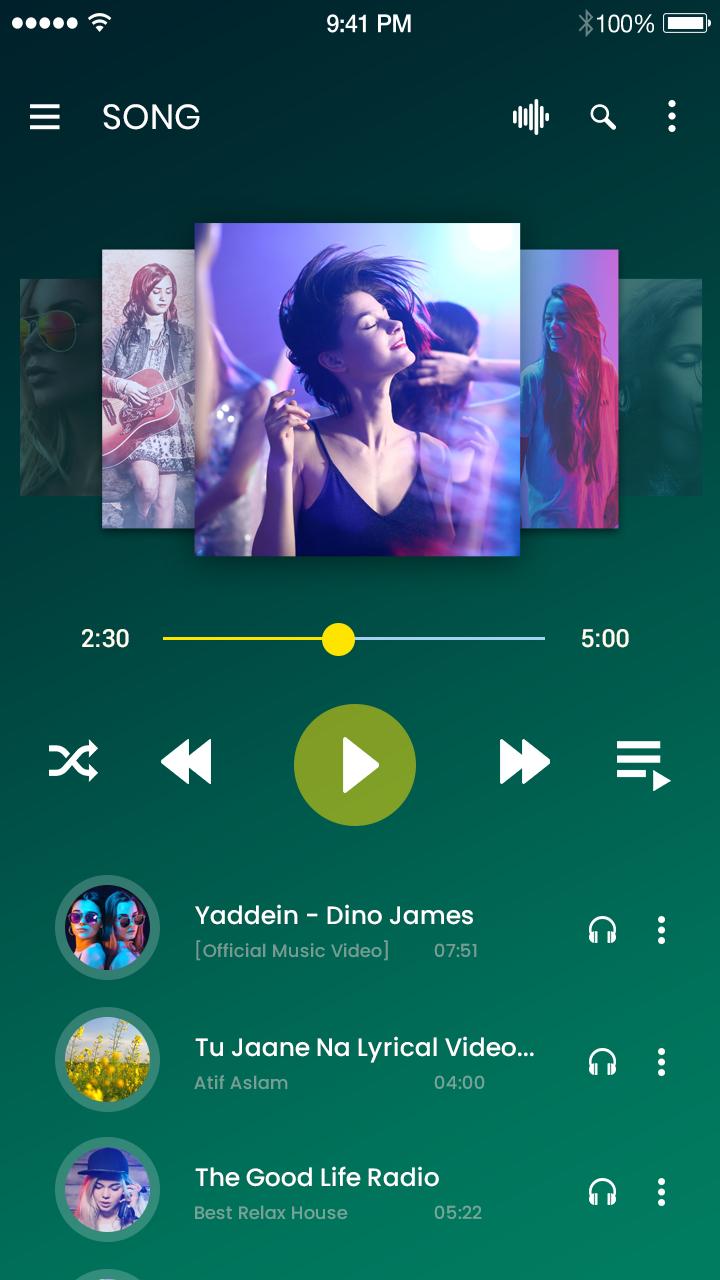 9:41 PM 100%
SONG
2:30 5:00
Yaddein - Dino James
[Official Music Video] 07:51
Tu Jaane Na Lyrical Video...
Atif Aslam 04:00
The Good Life Radio
Best Relax House 05:22